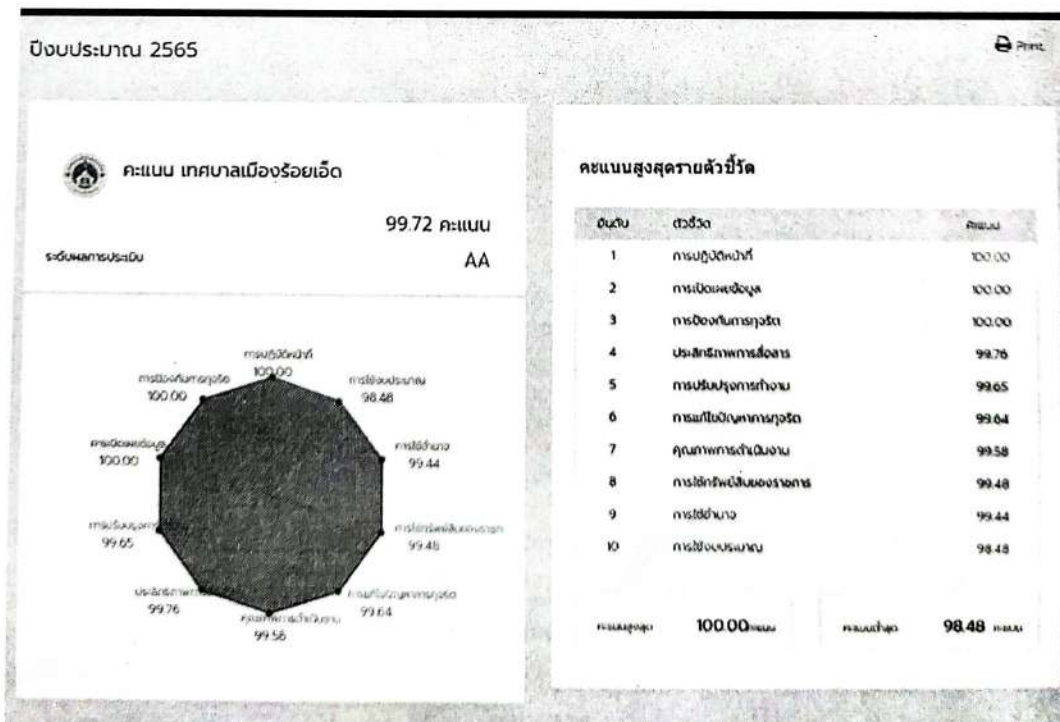 ปีงบประมาณ 2565
Print
คะแนน เทศบาลเมืองร้อยเอ็ด
99.72 คะแนน
ระดับผลการประเมิน
AA
การปฏิบัติหน้าที่
100.00
การใช้งบประมาณ
98.48
การใช้อำนาจ
99.44
การใช้ทรัพย์สินของราชก
99.48
การแก้ไขปัญหาการทุจริต
99.64
คุณภาพการดำเนินงาน
99.58
ประสิทธิภาพการ
99.76
การปรับปรุงการ
99.65
การเปิดเผยข้อมูล
100.00
การป้องกันการทุจริต
100.00
คะแนนสูงสุดรายตัวชี้วัด
อันดับ ตัวชี้วัด คะแนน
1 การปฏิบัติหน้าที่ 100.00
2 การเปิดเผยข้อมูล 100.00
3 การป้องกันการทุจริต 100.00
4 ประสิทธิภาพการสื่อสาร 99.76
5 การปรับปรุงการทำงาน 99.65
6 การแก้ไขปัญหาการทุจริต 99.64
7 คุณภาพการดำเนินงาน 99.58
8 การใช้ทรัพย์สินของราชการ 99.48
9 การใช้อำนาจ 99.44
10 การใช้งบประมาณ 98.48
คะแนนสูงสุด 100.00 คะแนน
คะแนนต่ำสุด 98.48 คะแนน